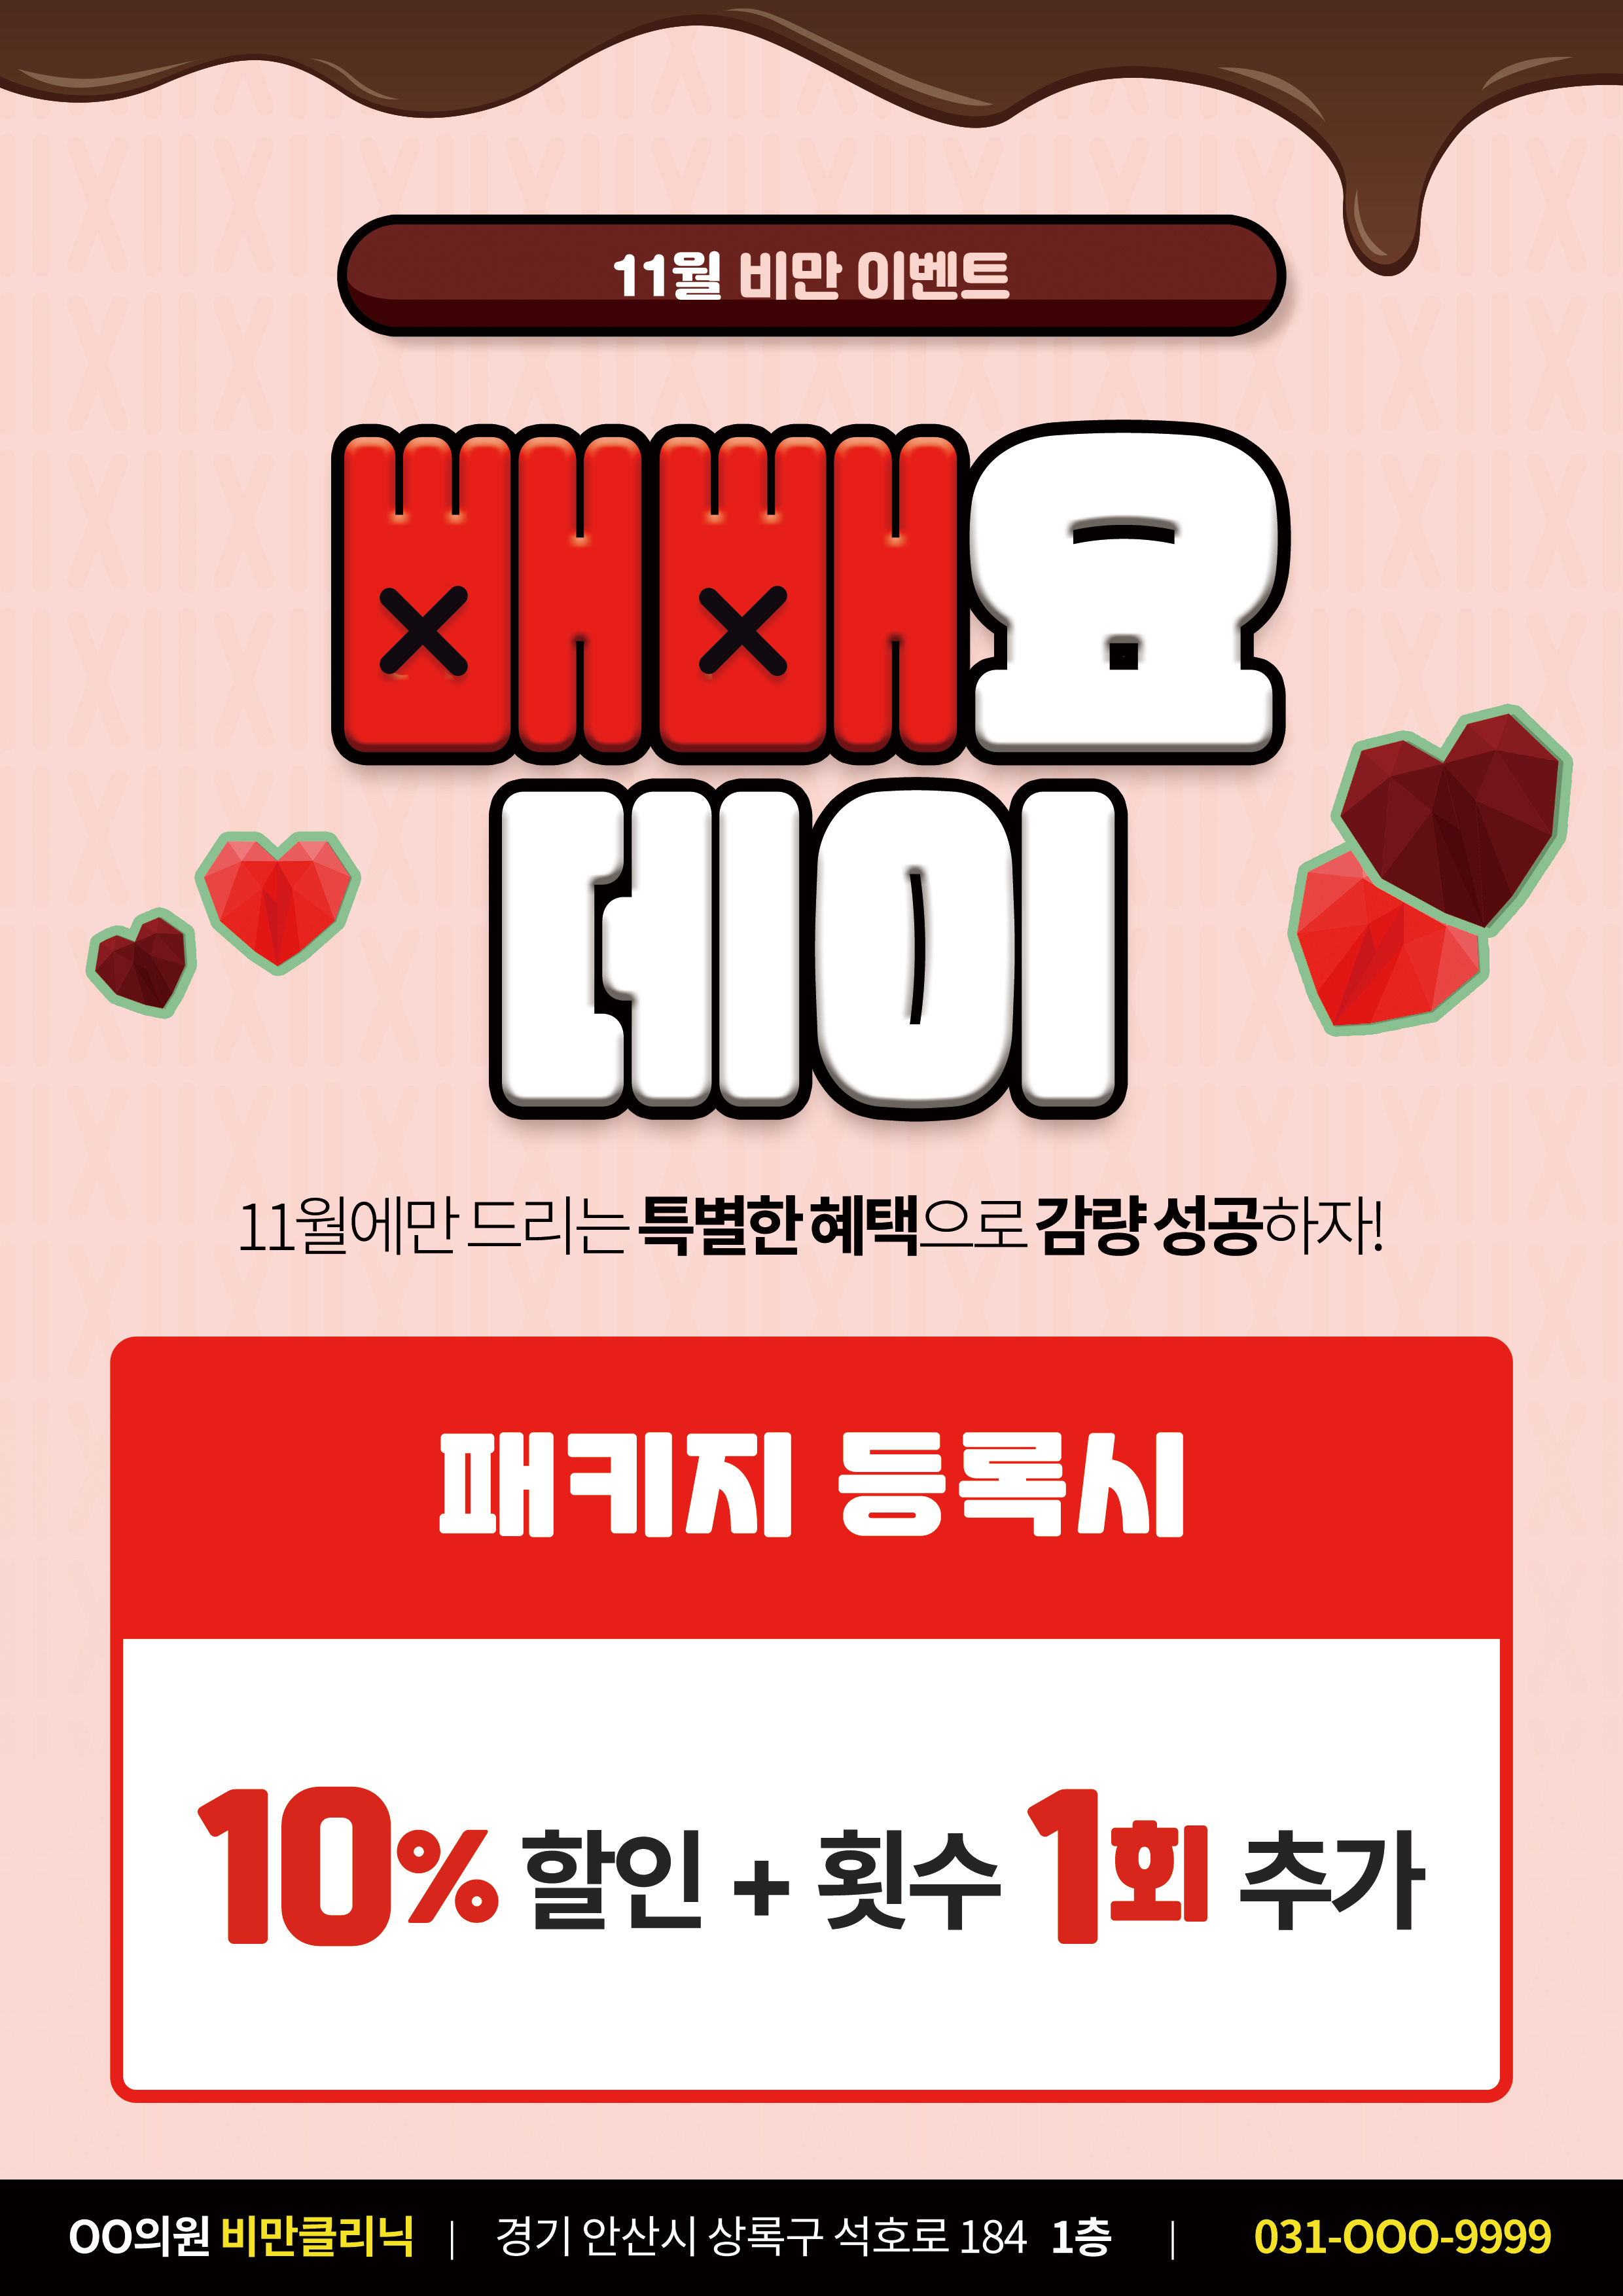 11월 비만 이벤트
빼빼요
데이
11월에만 드리는 특별한 혜택으로 감량 성공하자!
패키지 등록시
10% 할인 + 횟수 1회 추가
OO의원 비만클리닉 | 경기 안산시 상록구 석호로 184 1층 | 031-OOO-9999